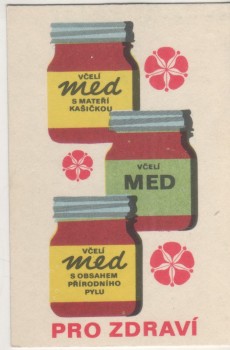 VČELÍ
med
S MATEŘÍ
KAŠIČKOU
VČELÍ
MED
VČELÍ
med
S OBSAHEM
PŘÍRODNÍHO
PYLU
PRO ZDRAVÍ